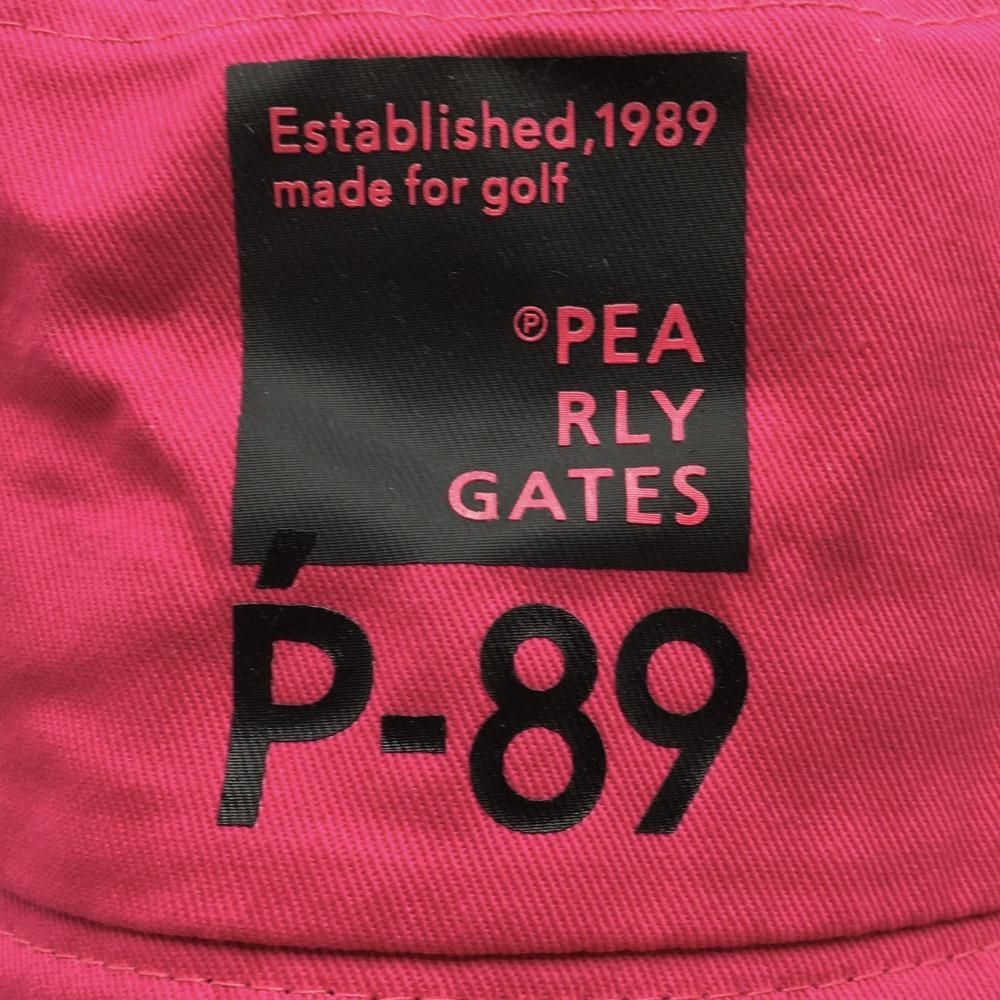 Established,1989
made for golf
ⓅPEA
RLY
GATES
Ṕ-89